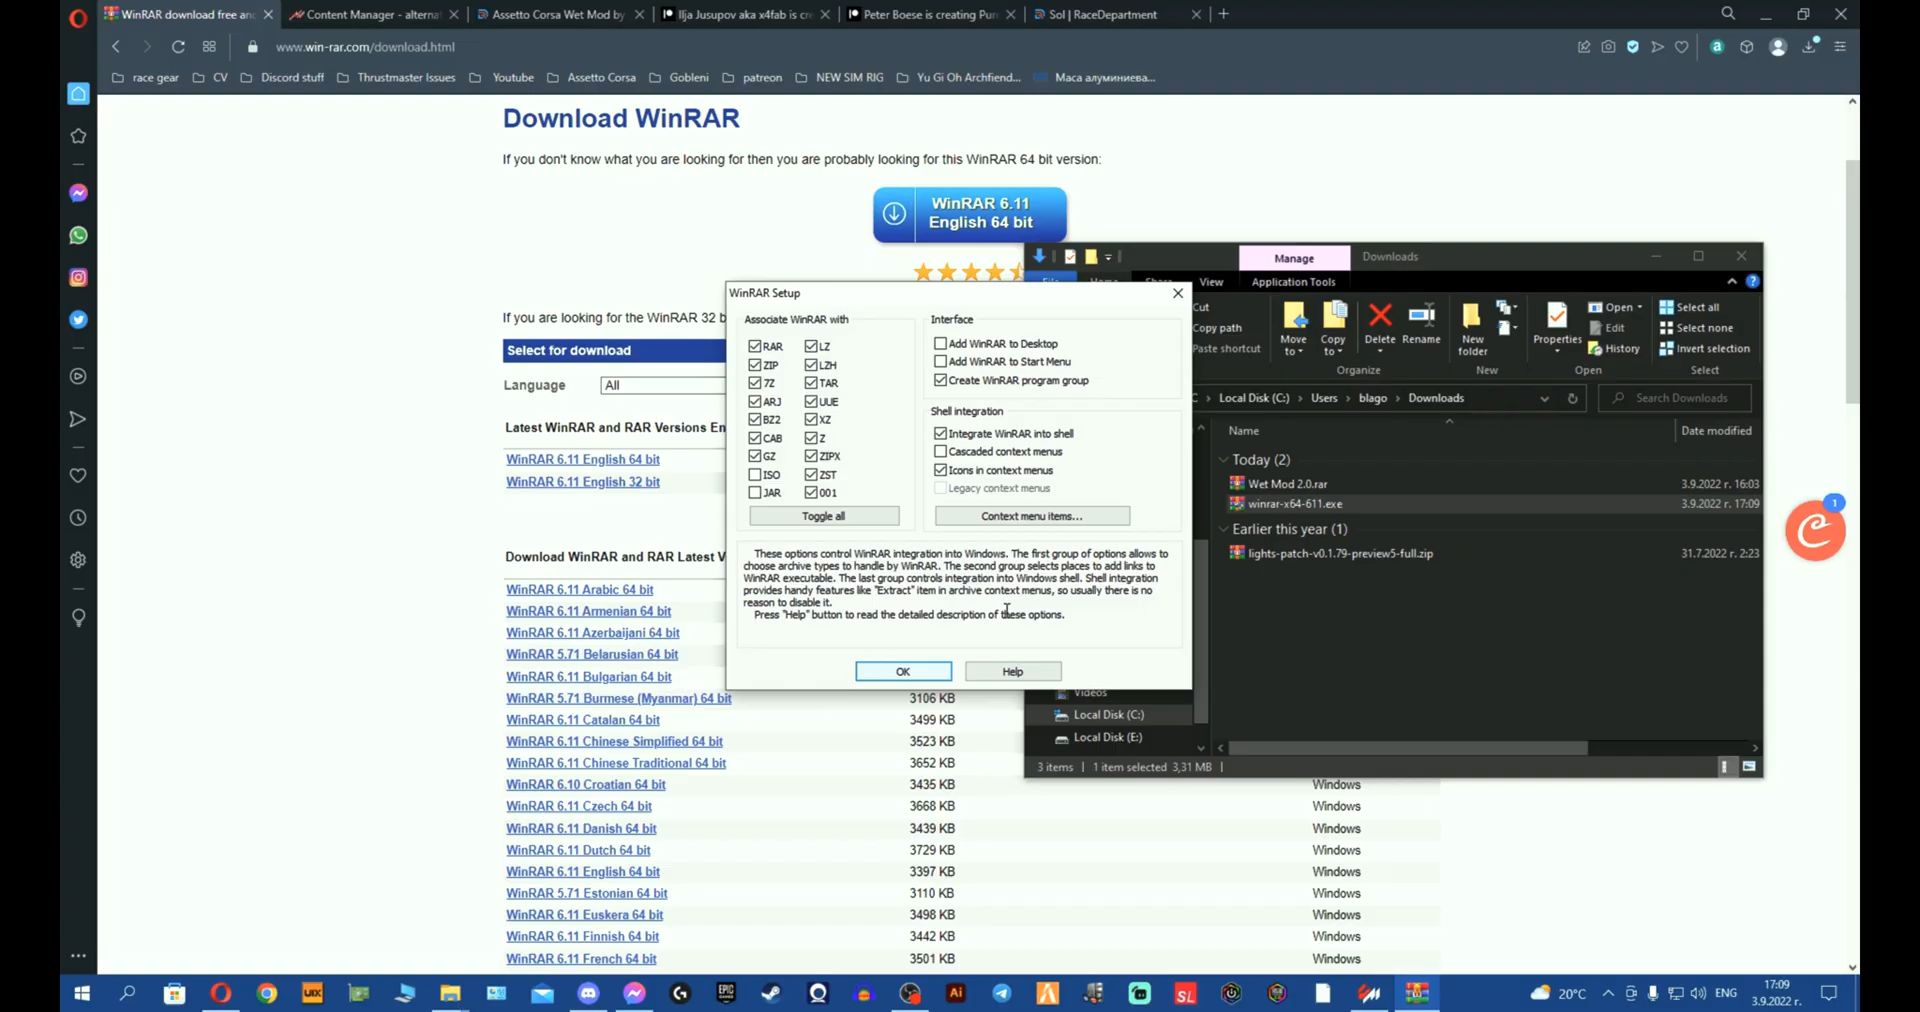 WinRAR download free and
Content Manager - alterna
Assetto Corsa Wet Mod by
Ilja Jusupov aka x4fab is cr
Peter Boese is creating Pur
Sol | RaceDepartment
www.win-rar.com/download.html
race gear
CV
Discord stuff
Thrustmaster Issues
Youtube
Assetto Corsa
Gobleni
patreon
NEW SIM RIG
Yu Gi Oh Archfiend...
Маса алуминиева...
Download WinRAR
If you don't know what you are looking for then you are probably looking for this WinRAR 64 bit version:
WinRAR 6.11
English 64 bit
If you are looking for the WinRAR 32 b
Select for download
Language
All
Latest WinRAR and RAR Versions En
WinRAR 6.11 English 64 bit
WinRAR 6.11 English 32 bit
Download WinRAR and RAR Latest V
WinRAR 6.11 Arabic 64 bit
WinRAR 6.11 Armenian 64 bit
WinRAR 6.11 Azerbaijani 64 bit
WinRAR 5.71 Belarusian 64 bit
WinRAR 6.11 Bulgarian 64 bit
WinRAR 5.71 Burmese (Myanmar) 64 bit 3106 KB
WinRAR 6.11 Catalan 64 bit 3499 KB
WinRAR 6.11 Chinese Simplified 64 bit 3523 KB
WinRAR 6.11 Chinese Traditional 64 bit 3652 KB
WinRAR 6.10 Croatian 64 bit 3435 KB Windows
WinRAR 6.11 Czech 64 bit 3668 KB Windows
WinRAR 6.11 Danish 64 bit 3439 KB Windows
WinRAR 6.11 Dutch 64 bit 3729 KB Windows
WinRAR 6.11 English 64 bit 3397 KB Windows
WinRAR 5.71 Estonian 64 bit 3110 KB Windows
WinRAR 6.11 Euskera 64 bit 3498 KB Windows
WinRAR 6.11 Finnish 64 bit 3442 KB Windows
WinRAR 6.11 French 64 bit 3501 KB Windows
WinRAR Setup
Associate WinRAR with
RAR LZ
ZIP LZH
7Z TAR
ARJ UUE
BZ2 XZ
CAB Z
GZ ZIPX
ISO ZST
JAR 001
Toggle all
Interface
Add WinRAR to Desktop
Add WinRAR to Start Menu
Create WinRAR program group
Shell integration
Integrate WinRAR into shell
Cascaded context menus
Icons in context menus
Legacy context menus
Context menu items...
These options control WinRAR integration into Windows. The first group of options allows to
choose archive types to handle by WinRAR. The second group selects places to add links to
WinRAR executable. The last group controls integration into Windows shell. Shell integration
provides handy features like "Extract" item in archive context menus, so usually there is no
reason to disable it.
Press "Help" button to read the detailed description of these options.
OK
Help
Manage
Downloads
View
Application Tools
Cut
Copy path
Paste shortcut
Move
to
Copy
to
Delete
Rename
Organize
New
folder
New
Properties
Open
Edit
History
Open
Select all
Select none
Invert selection
Select
Local Disk (C:)
Users
blago
Downloads
Search Downloads
Name
Date modified
Today (2)
Wet Mod 2.0.rar 3.9.2022 г. 16:03
winrar-x64-611.exe 3.9.2022 г. 17:09
Earlier this year (1)
lights-patch-v0.1.79-preview5-full.zip 31.7.2022 г. 2:23
Videos
Local Disk (C:)
Local Disk (E:)
3 items
1 item selected 3,31 MB
1
UIX
EPIC
GAMES
Ai
SL
20°C
ENG
17:09
3.9.2022 г.